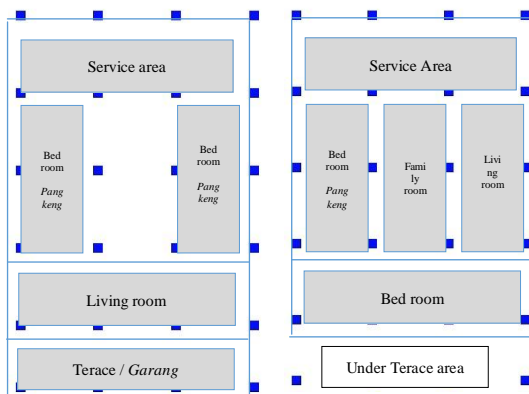 Service area
Bed
room
Pang
keng
Bed
room
Pang
keng
Living room
Terace / Garang
Service Area
Bed
room
Pang
keng
Fami
ly
room
Livi
ng
room
Bed room
Under Terace area